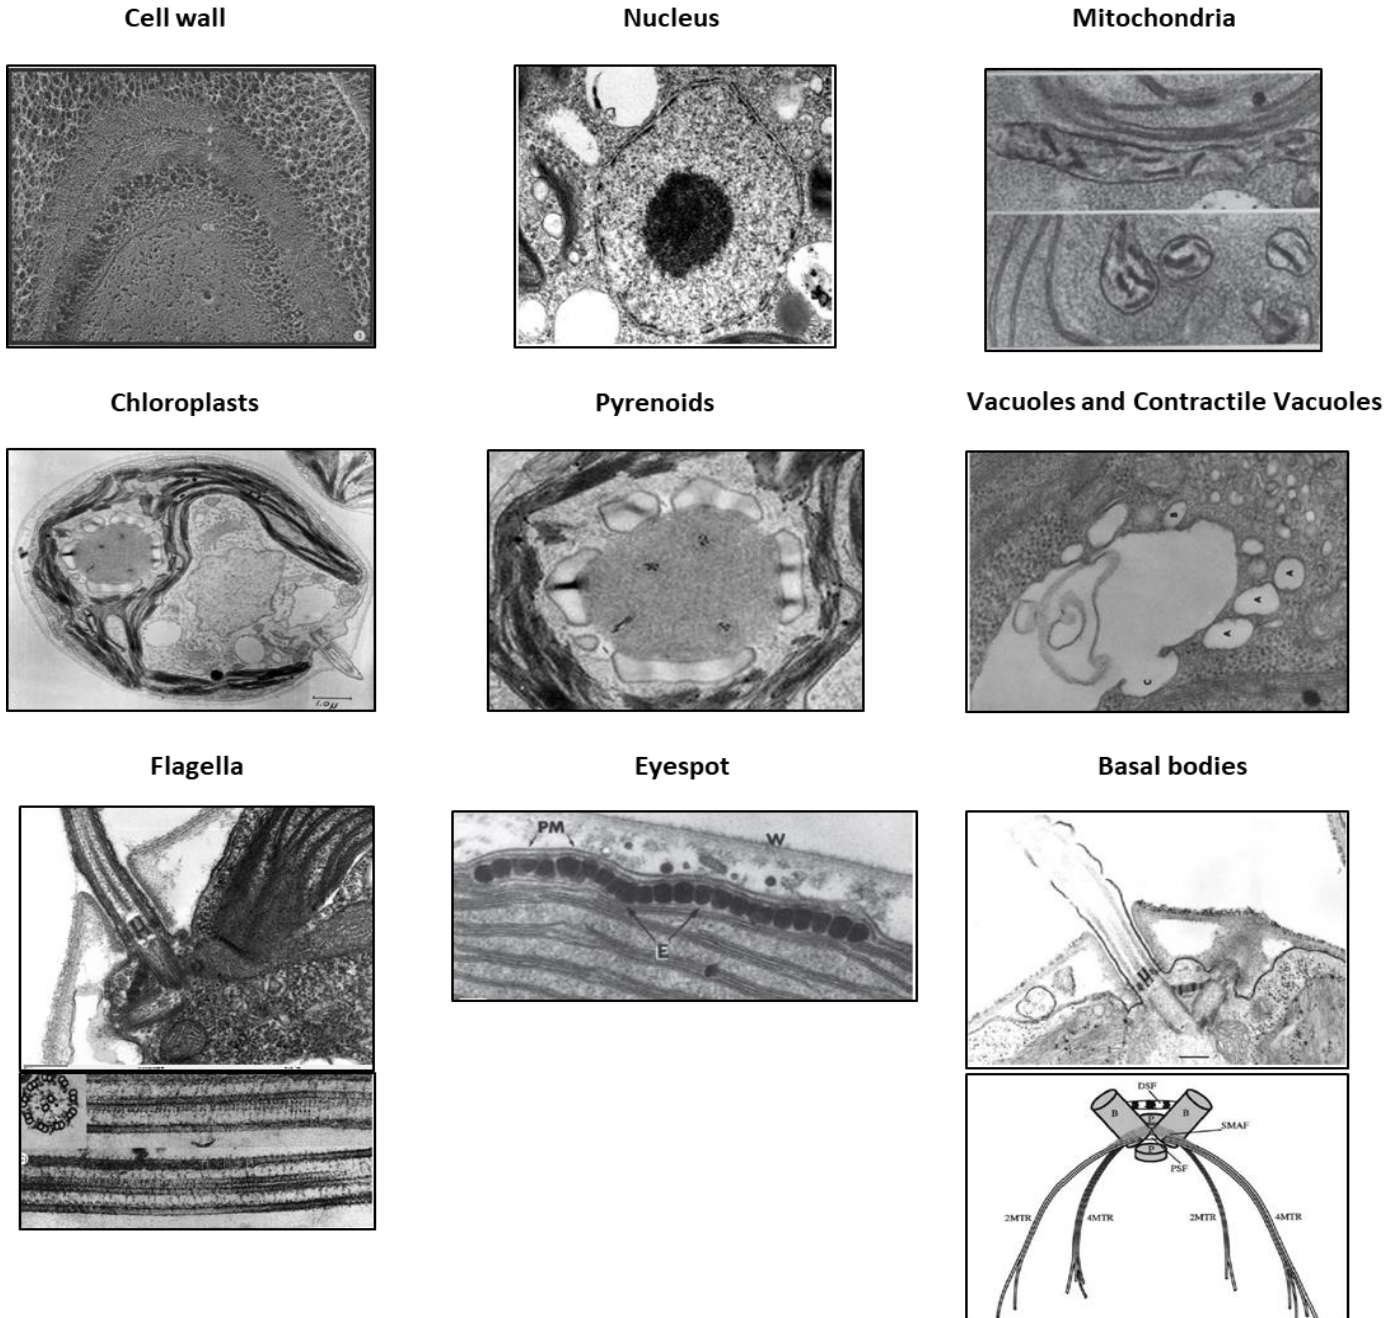 Cell wall
Nucleus
Mitochondria
Chloroplasts
Pyrenoids
Vacuoles and Contractile Vacuoles
B
A
A
A
C
Flagella
Eyespot
Basal bodies
PM
W
E
DSF
B
P
B
SMAF
P
PSF
2MTR
4MTR
2MTR
4MTR